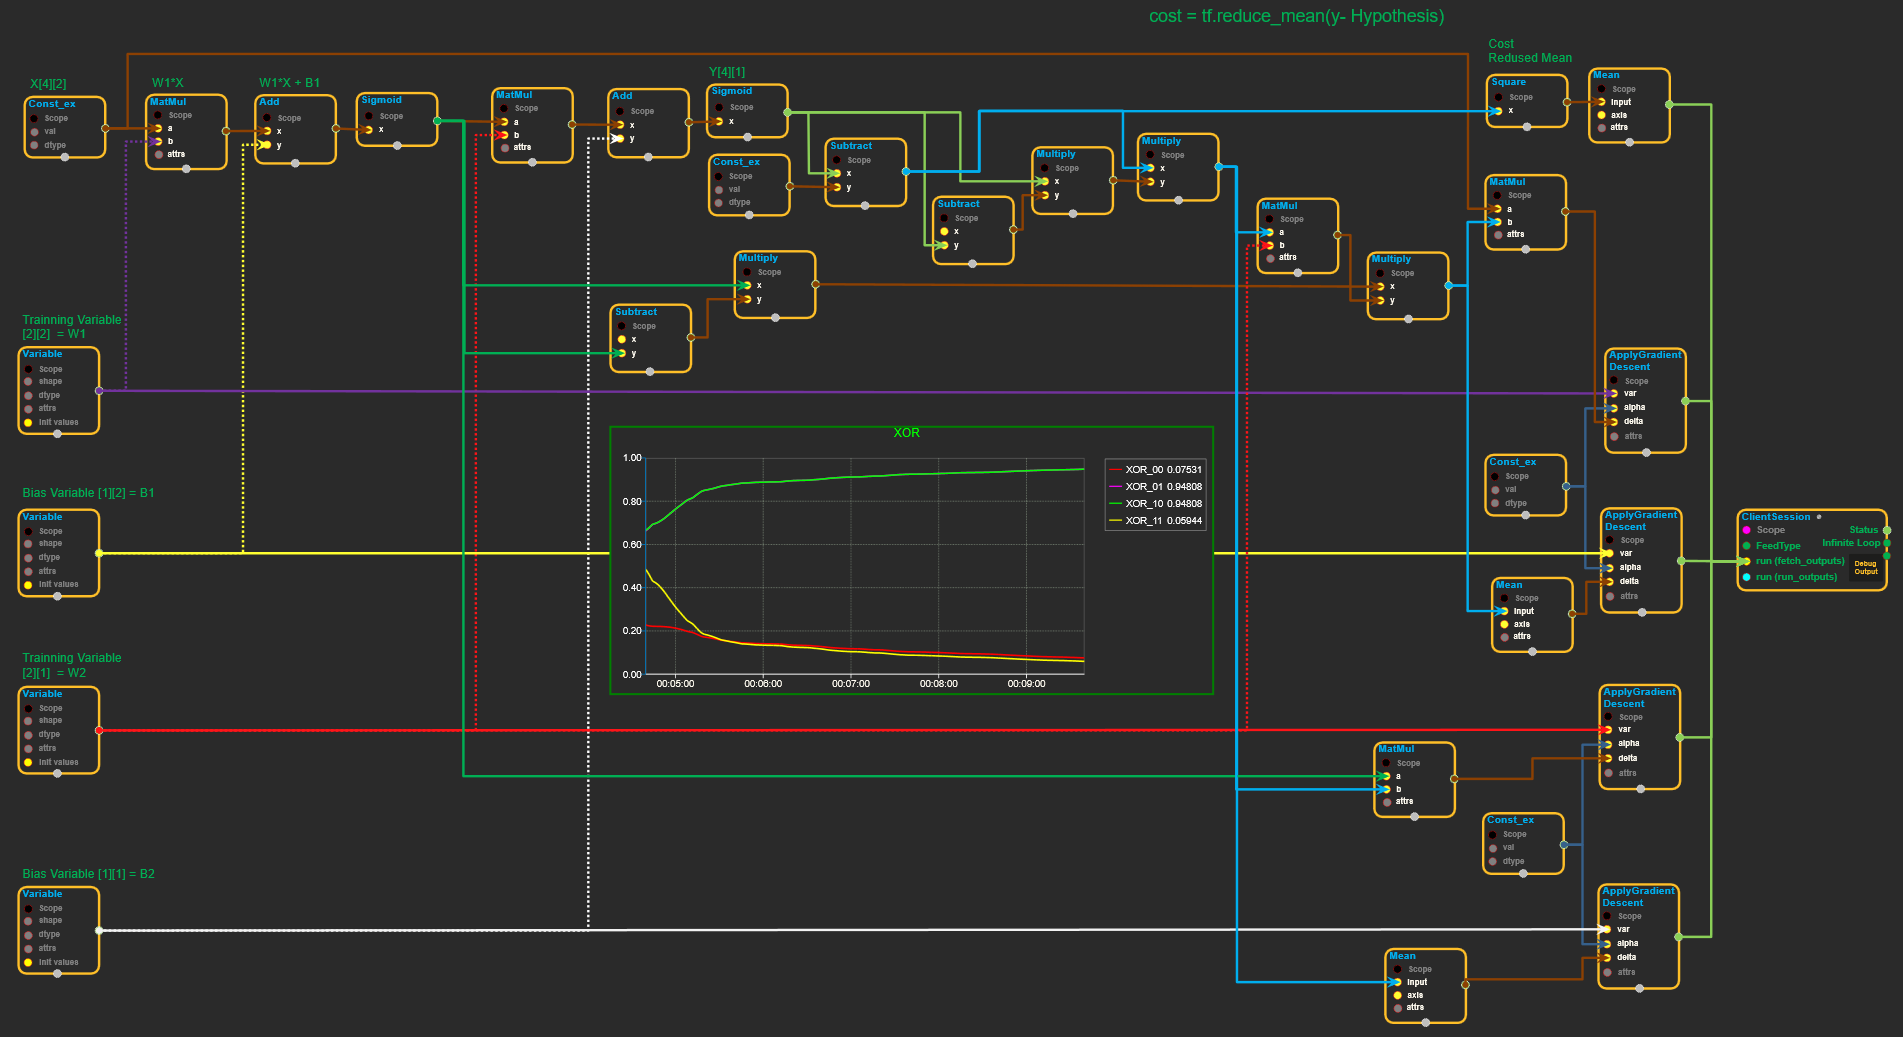 cost = tf.reduce_mean(y- Hypothesis)
X[4][2]
Const_ex
Scope
val
dtype
W1*X
MatMul
Scope
a
b
attrs
W1*X + B1
Add
Scope
x
y
Sigmoid
Scope
x
MatMul
Scope
a
b
attrs
Add
Scope
x
y
Y[4][1]
Sigmoid
Scope
x
Const_ex
Scope
val
dtype
Subtract
Scope
x
y
Subtract
Scope
x
y
Multiply
Scope
x
y
Multiply
Scope
x
y
Cost
Redused Mean
Square
Scope
x
Mean
Scope
Input
axis
attrs
MatMul
Scope
a
b
attrs
MatMul
Scope
a
b
attrs
Multiply
Scope
x
y
Multiply
Scope
x
y
Subtract
Scope
x
y
Trainning Variable
[2][2]  = W1
Variable
Scope
shape
dtype
attrs
Init values
ApplyGradient
Descent
Scope
var
alpha
delta
attrs
Const_ex
Scope
val
dtype
Bias Variable [1][2] = B1
Variable
Scope
shape
dtype
attrs
Init values
XOR
1.00
0.80
0.60
0.40
0.20
0.00
00:05:00
00:06:00
00:07:00
00:08:00
00:09:00
XOR_00 0.07531
XOR_01 0.94808
XOR_10 0.94808
XOR_11 0.05944
ApplyGradient
Descent
Scope
var
alpha
delta
attrs
Mean
Scope
Input
axis
attrs
ClientSession
Scope
FeedType
run (fetch_outputs)
run (run_outputs)
Status
Infinite Loop
Debug
Output
Trainning Variable
[2][1]  = W2
Variable
Scope
shape
dtype
attrs
Init values
ApplyGradient
Descent
Scope
var
alpha
delta
attrs
MatMul
Scope
a
b
attrs
Const_ex
Scope
val
dtype
Bias Variable [1][1] = B2
Variable
Scope
shape
dtype
attrs
Init values
ApplyGradient
Descent
Scope
var
alpha
delta
attrs
Mean
Scope
Input
axis
attrs